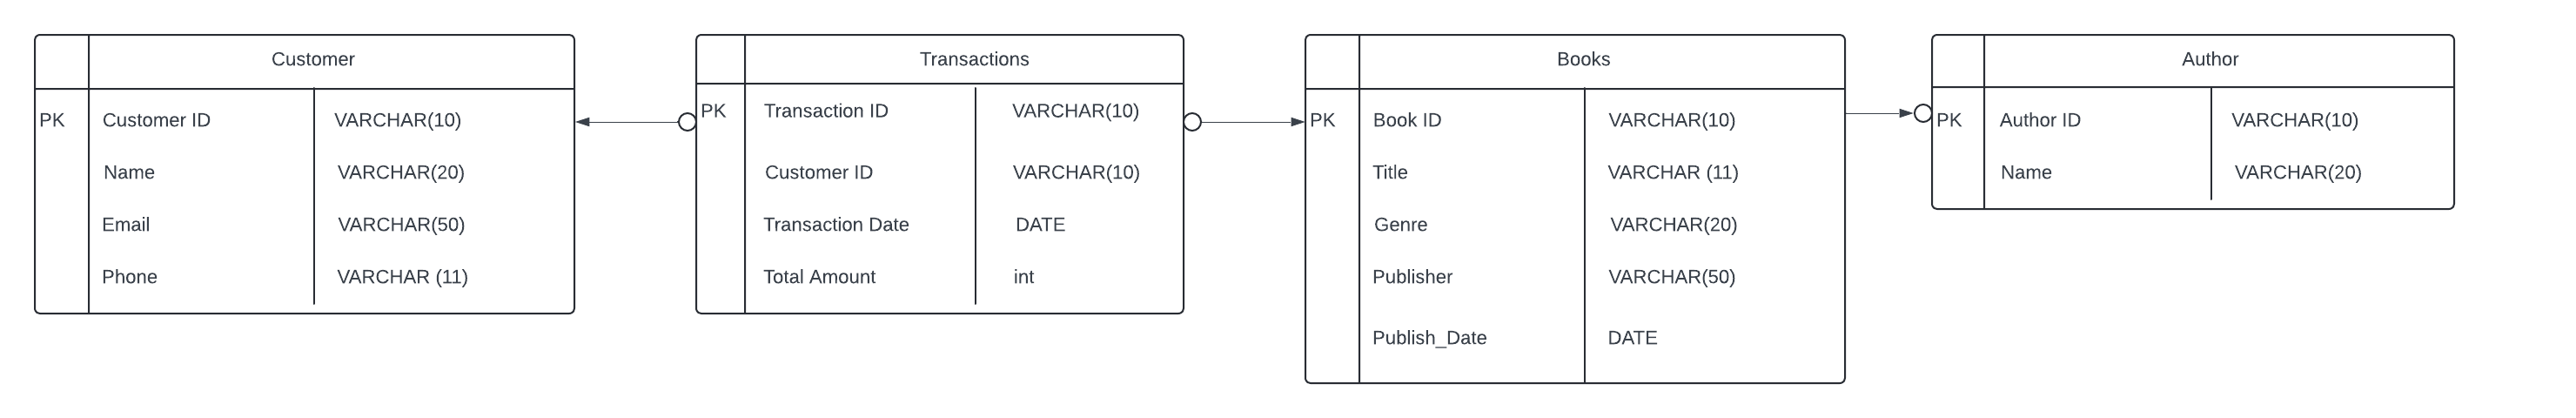 Customer
PK Customer ID VARCHAR(10)
Name VARCHAR(20)
Email VARCHAR(50)
Phone VARCHAR (11)
Transactions
PK Transaction ID VARCHAR(10)
Customer ID VARCHAR(10)
Transaction Date DATE
Total Amount int
Books
PK Book ID VARCHAR(10)
Title VARCHAR (11)
Genre VARCHAR(20)
Publisher VARCHAR(50)
Publish_Date DATE
Author
PK Author ID VARCHAR(10)
Name VARCHAR(20)